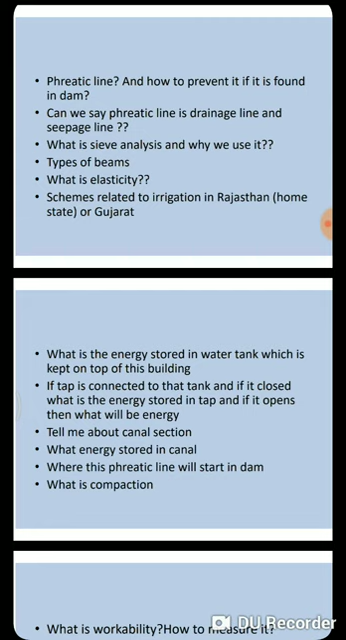 • Phreatic line? And how to prevent it if it is found
in dam?
• Can we say phreatic line is drainage line and
seepage line ??
• What is sieve analysis and why we use it??
• Types of beams
• What is elasticity??
• Schemes related to irrigation in Rajasthan (home
state) or Gujarat
• What is the energy stored in water tank which is
kept on top of this building
• If tap is connected to that tank and if it closed
what is the energy stored in tap and if it opens
then what will be energy
• Tell me about canal section
• What energy stored in canal
• Where this phreatic line will start in dam
• What is compaction
• What is workability?How to measure it?
DU Recorder